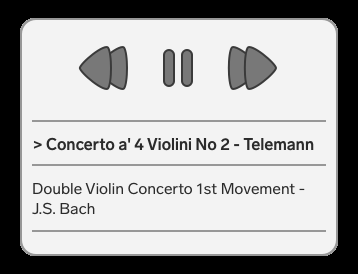 > Concerto a' 4 Violini No 2 - Telemann
Double Violin Concerto 1st Movement -
J.S. Bach